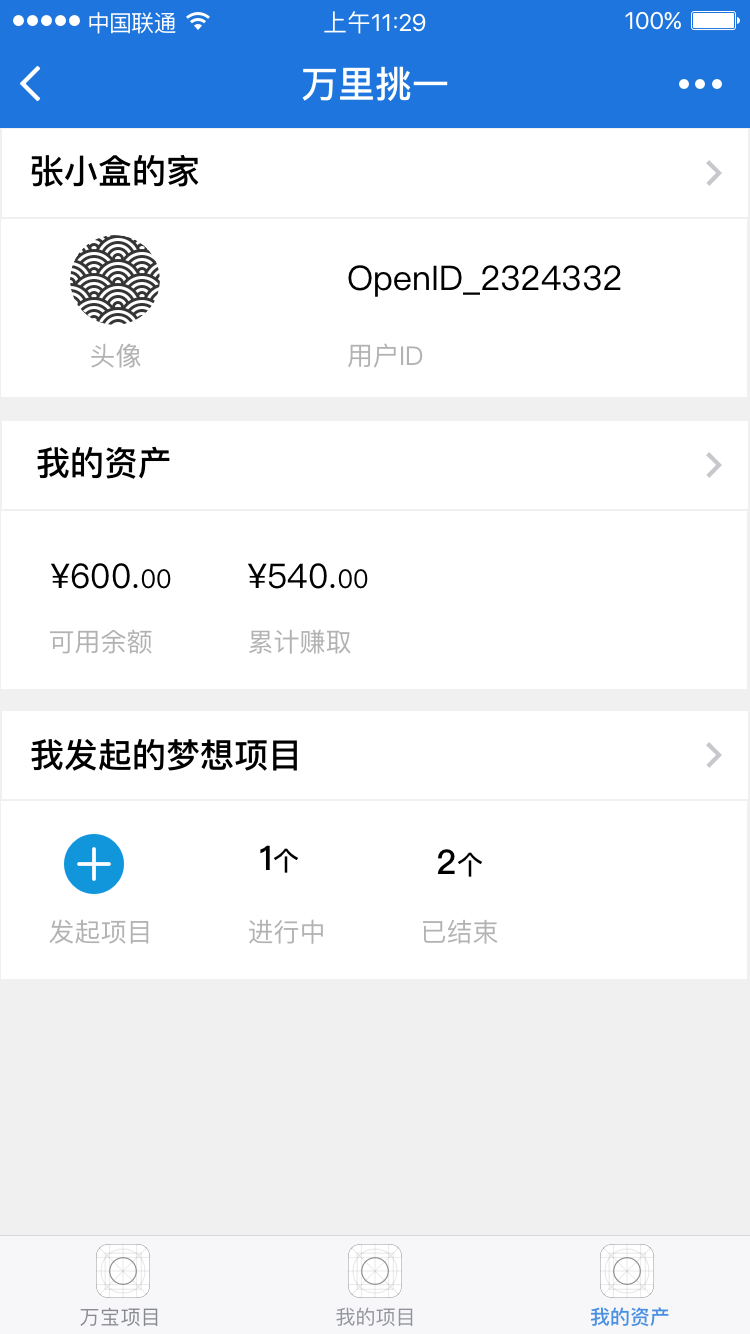 中国联通 上午11:29 100%
万里挑一
张小盒的家
OpenID_2324332
头像 用户ID
我的资产
¥600.00 ¥540.00
可用余额 累计赚取
我发起的梦想项目
1个 2个
发起项目 进行中 已结束
万宝项目 我的项目 我的资产